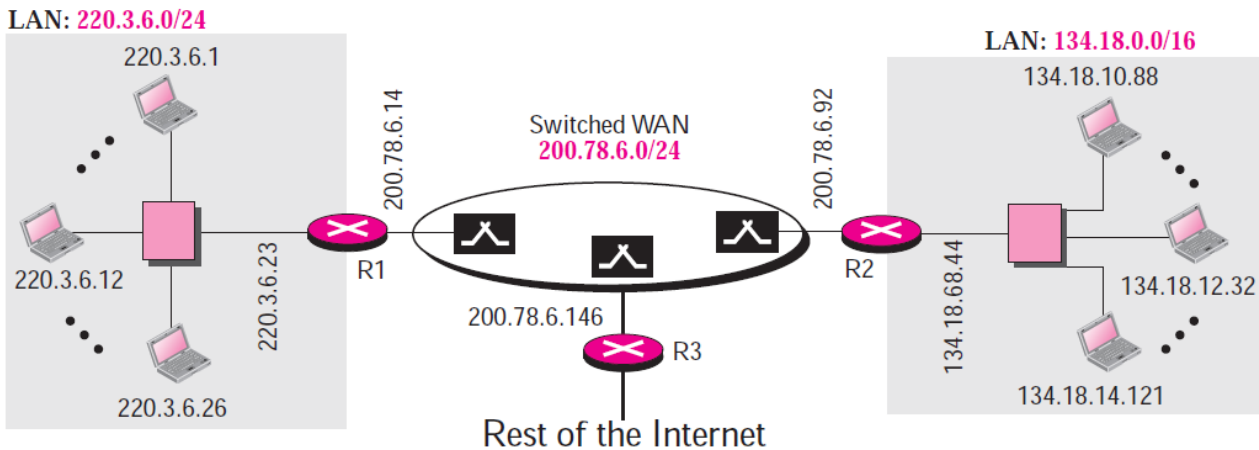 LAN: 220.3.6.0/24
220.3.6.1
220.3.6.12
220.3.6.26
220.3.6.23
R1
200.78.6.14
Switched WAN
200.78.6.0/24
200.78.6.146
R3
Rest of the Internet
200.78.6.92
R2
LAN: 134.18.0.0/16
134.18.10.88
134.18.68.44
134.18.12.32
134.18.14.121